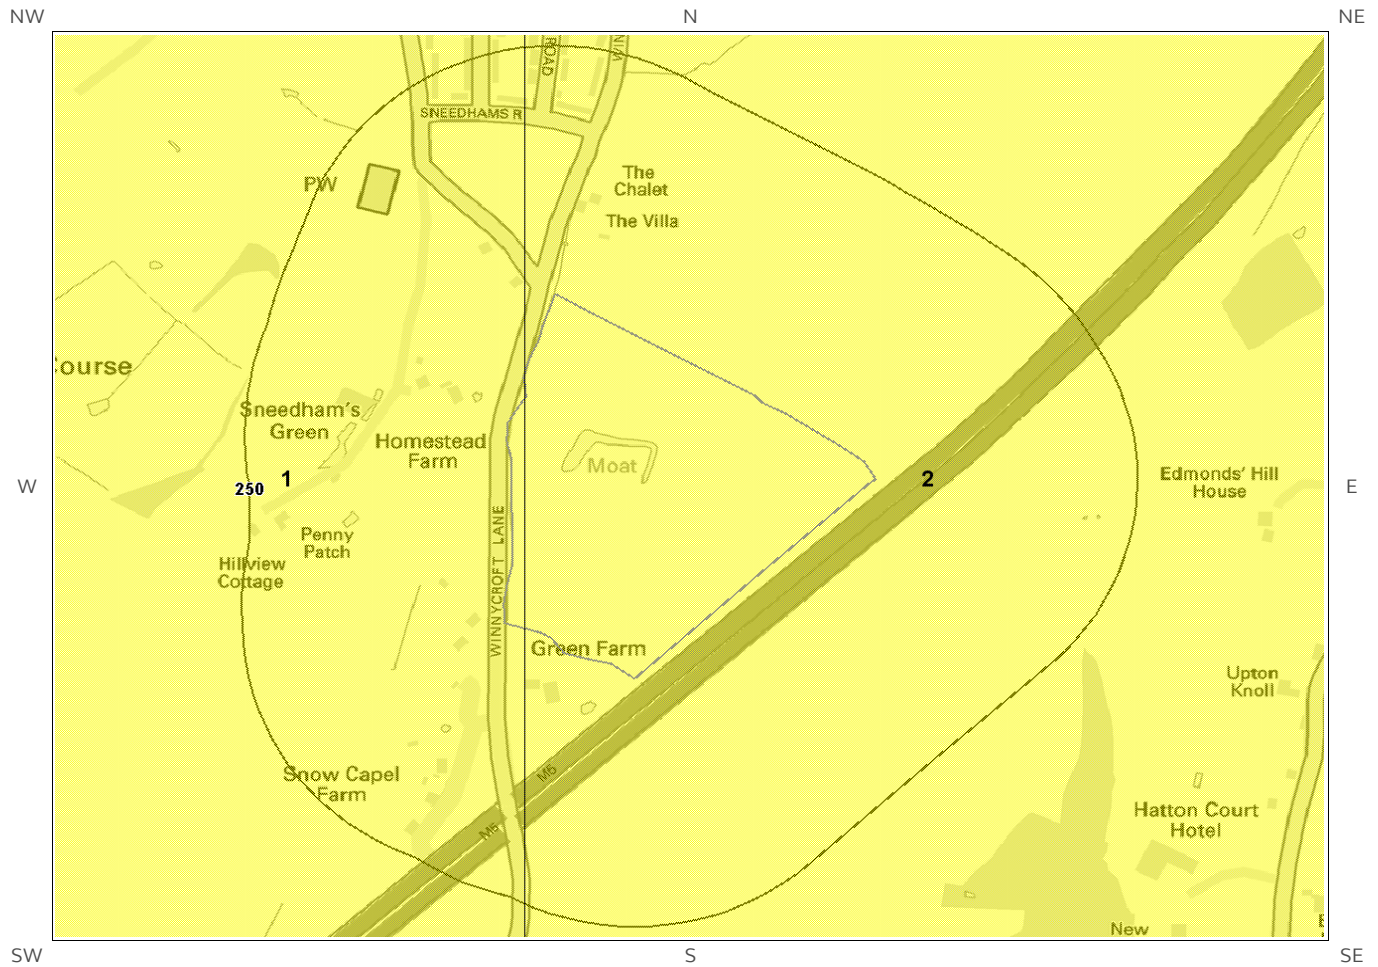 NW
N
NE
ROAD
WIN
SNEEDHAMS R
The
Chalet
PW
The Villa
Course
Sneedham's
Green
Homestead
Farm
Moat
250
1
2
W
E
Edmonds' Hill
House
WINNYCROFT LANE
Penny
Patch
Hillview
Cottage
Green Farm
Upton
Knoll
Snow Capel
Farm
M5
M5
Hatton Court
Hotel
New
SW
S
SE